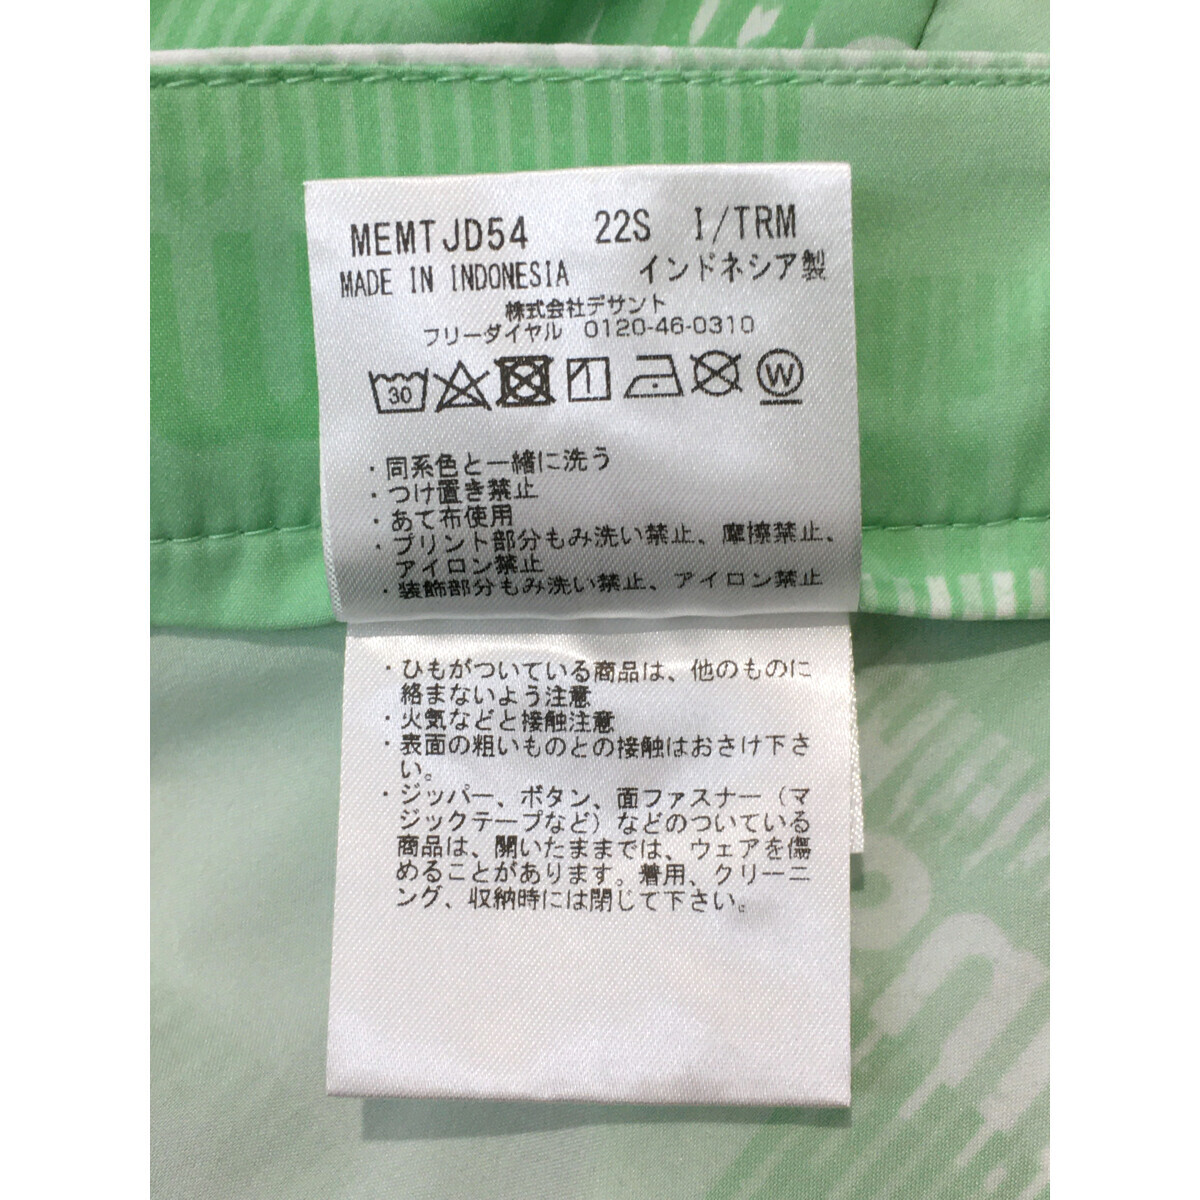 MEMTJD54 22S I/TRM
MADE IN INDONESIA インドネシア製
株式会社デサント
フリーダイヤル 0120-46-0310
30 1 W
・同系色と一緒に洗う
・つけ置き禁止
・あて布使用
・プリント部分もみ洗い禁止、摩擦禁止、
アイロン禁止
・装飾部分もみ洗い禁止、アイロン禁止
・ひもがついている商品は、他のものに
絡まないよう注意
・火気などと接触注意
・表面の粗いものとの接触はおさけ下さ
い。
・ジッパー、ボタン、面ファスナー（マ
ジックテープなど）などのついている
商品は、開いたままでは、ウェアを傷
めることがあります。着用、クリーニ
ング、収納時には閉じて下さい。